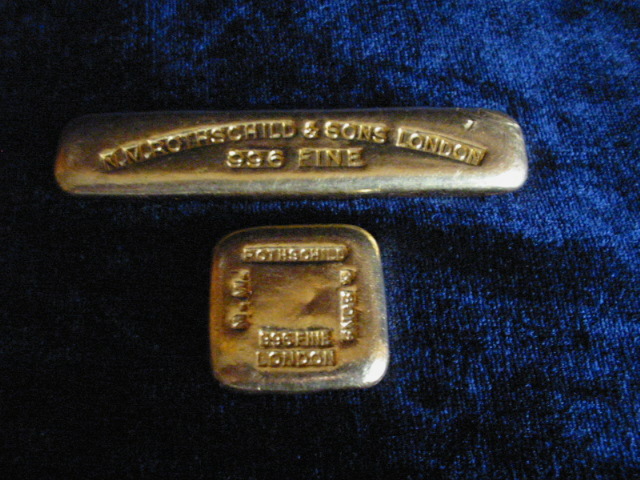 N.M. ROTHSCHILD & SONS LONDON
996 FINE
ROTHSCHILD
N. M.
& SONS
996 FINE
LONDON